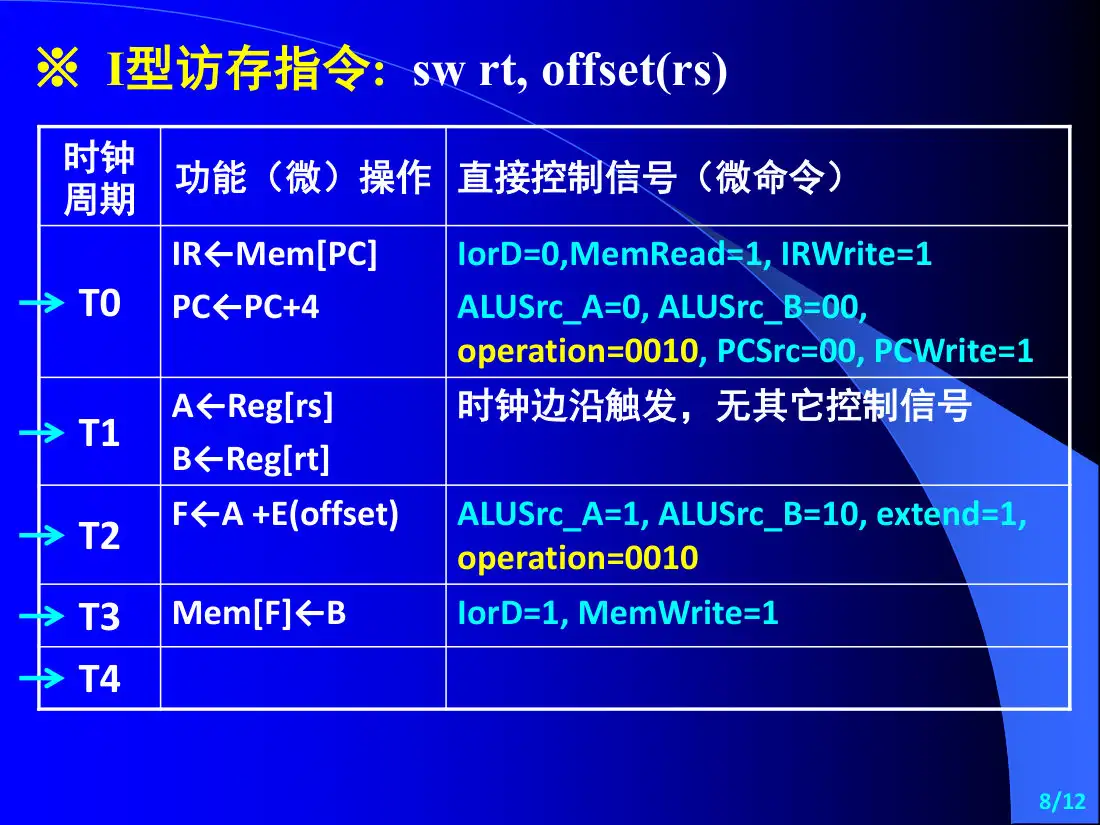 ※ I型访存指令: sw rt, offset(rs)
时钟
周期
功能（微）操作
直接控制信号（微命令）
T0
IR←Mem[PC]
IorD=0,MemRead=1, IRWrite=1
PC←PC+4
ALUSrc_A=0, ALUSrc_B=00,
operation=0010, PCSrc=00, PCWrite=1
T1
A←Reg[rs]
B←Reg[rt]
时钟边沿触发，无其它控制信号
T2
F←A +E(offset)
ALUSrc_A=1, ALUSrc_B=10, extend=1,
operation=0010
T3
Mem[F]←B
IorD=1, MemWrite=1
T4
8/12